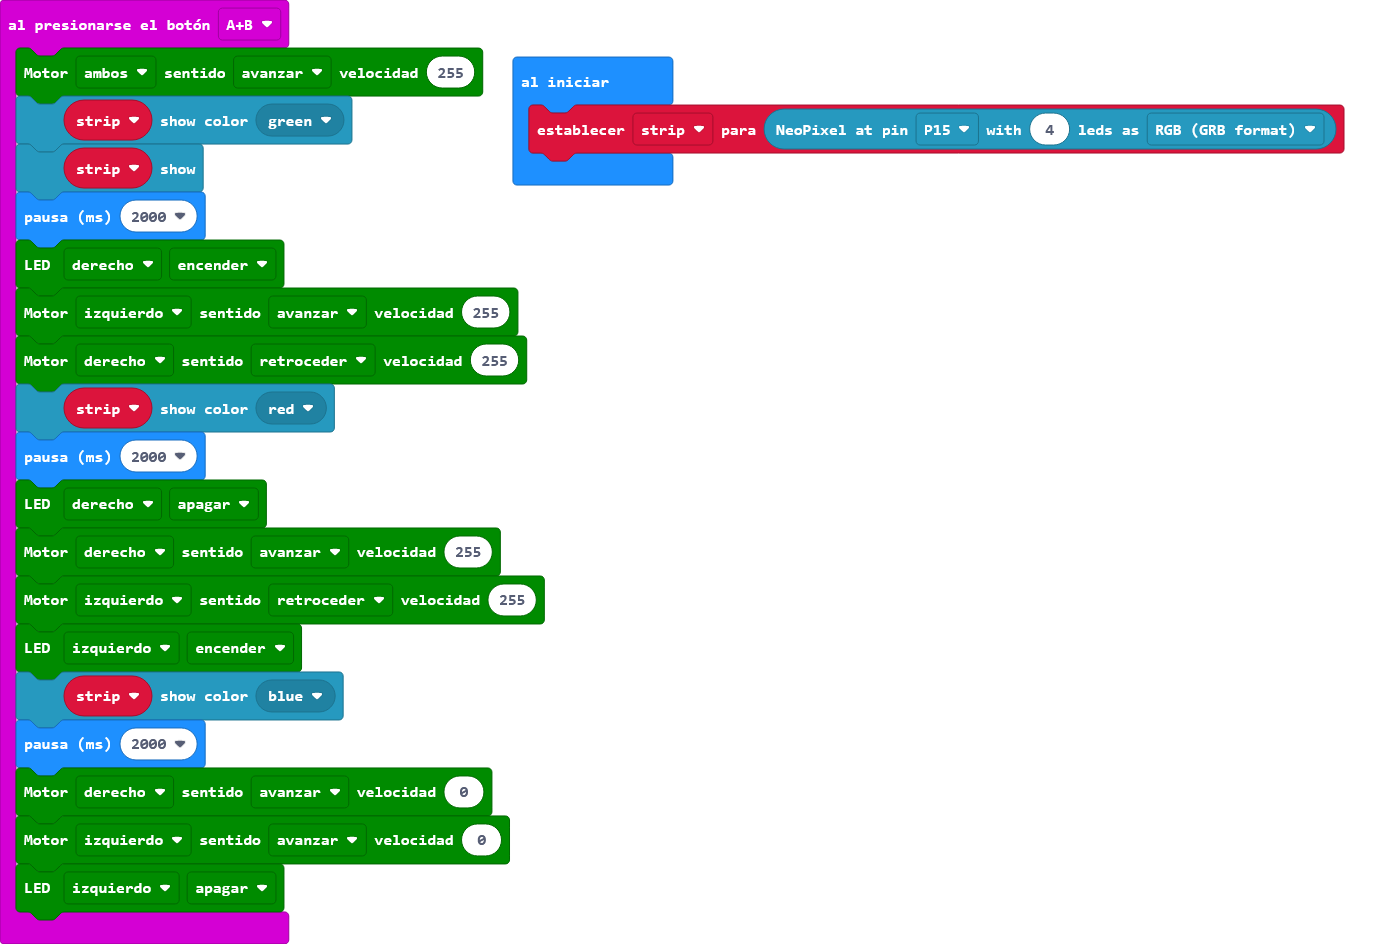 al presionarse el botón A+B
Motor ambos sentido avanzar velocidad 255
strip show color green
strip show
pausa (ms) 2000
LED derecho encender
Motor izquierdo sentido avanzar velocidad 255
Motor derecho sentido retroceder velocidad 255
strip show color red
pausa (ms) 2000
LED derecho apagar
Motor derecho sentido avanzar velocidad 255
Motor izquierdo sentido retroceder velocidad 255
LED izquierdo encender
strip show color blue
pausa (ms) 2000
Motor derecho sentido avanzar velocidad 0
Motor izquierdo sentido avanzar velocidad 0
LED izquierdo apagar
al iniciar
establecer strip para NeoPixel at pin P15 with 4 leds as RGB (GRB format)